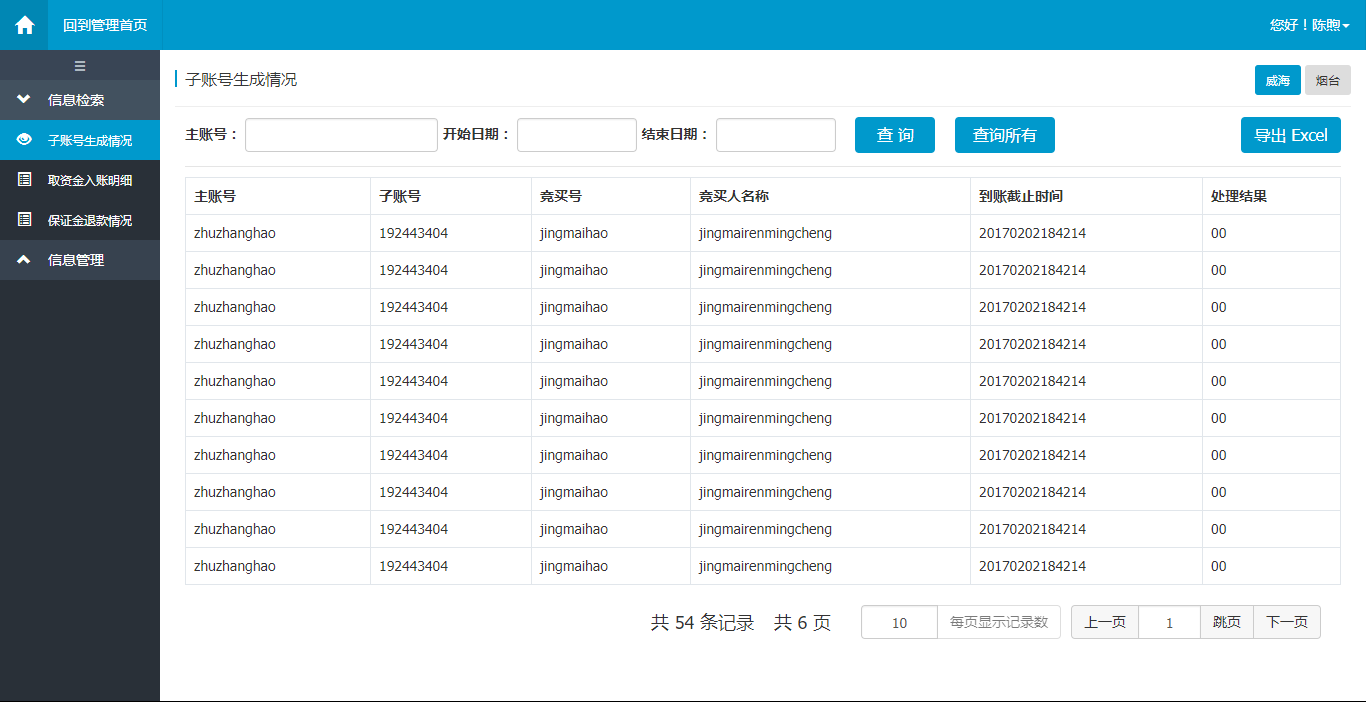 回到管理首页 您好！陈煦
信息检索
子账号生成情况
取资金入账明细
保证金退款情况
信息管理
子账号生成情况 威海 烟台
主账号： 开始日期： 结束日期： 查 询 查询所有 导出 Excel
主账号 子账号 竞买号 竞买人名称 到账截止时间 处理结果
zhuzhanghao 192443404 jingmaihao jingmairenmingcheng 20170202184214 00
zhuzhanghao 192443404 jingmaihao jingmairenmingcheng 20170202184214 00
zhuzhanghao 192443404 jingmaihao jingmairenmingcheng 20170202184214 00
zhuzhanghao 192443404 jingmaihao jingmairenmingcheng 20170202184214 00
zhuzhanghao 192443404 jingmaihao jingmairenmingcheng 20170202184214 00
zhuzhanghao 192443404 jingmaihao jingmairenmingcheng 20170202184214 00
zhuzhanghao 192443404 jingmaihao jingmairenmingcheng 20170202184214 00
zhuzhanghao 192443404 jingmaihao jingmairenmingcheng 20170202184214 00
zhuzhanghao 192443404 jingmaihao jingmairenmingcheng 20170202184214 00
zhuzhanghao 192443404 jingmaihao jingmairenmingcheng 20170202184214 00
共 54 条记录 共 6 页 10 每页显示记录数 上一页 1 跳页 下一页